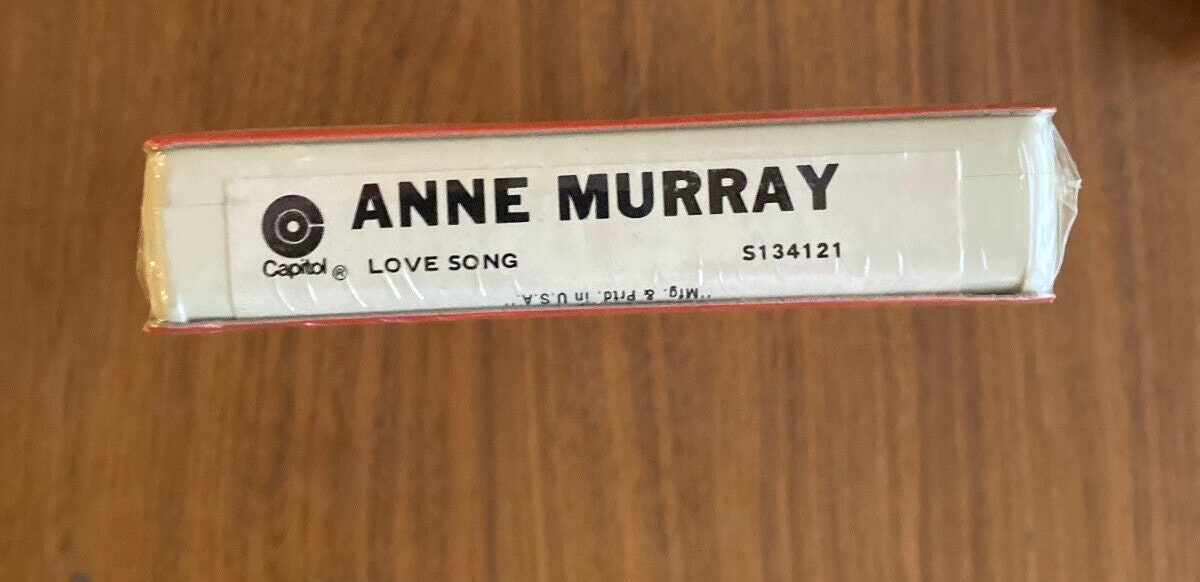 ANNE MURRAY
Capitol ®
LOVE SONG S134121
"Mfg. & Prtd. in U.S.A."